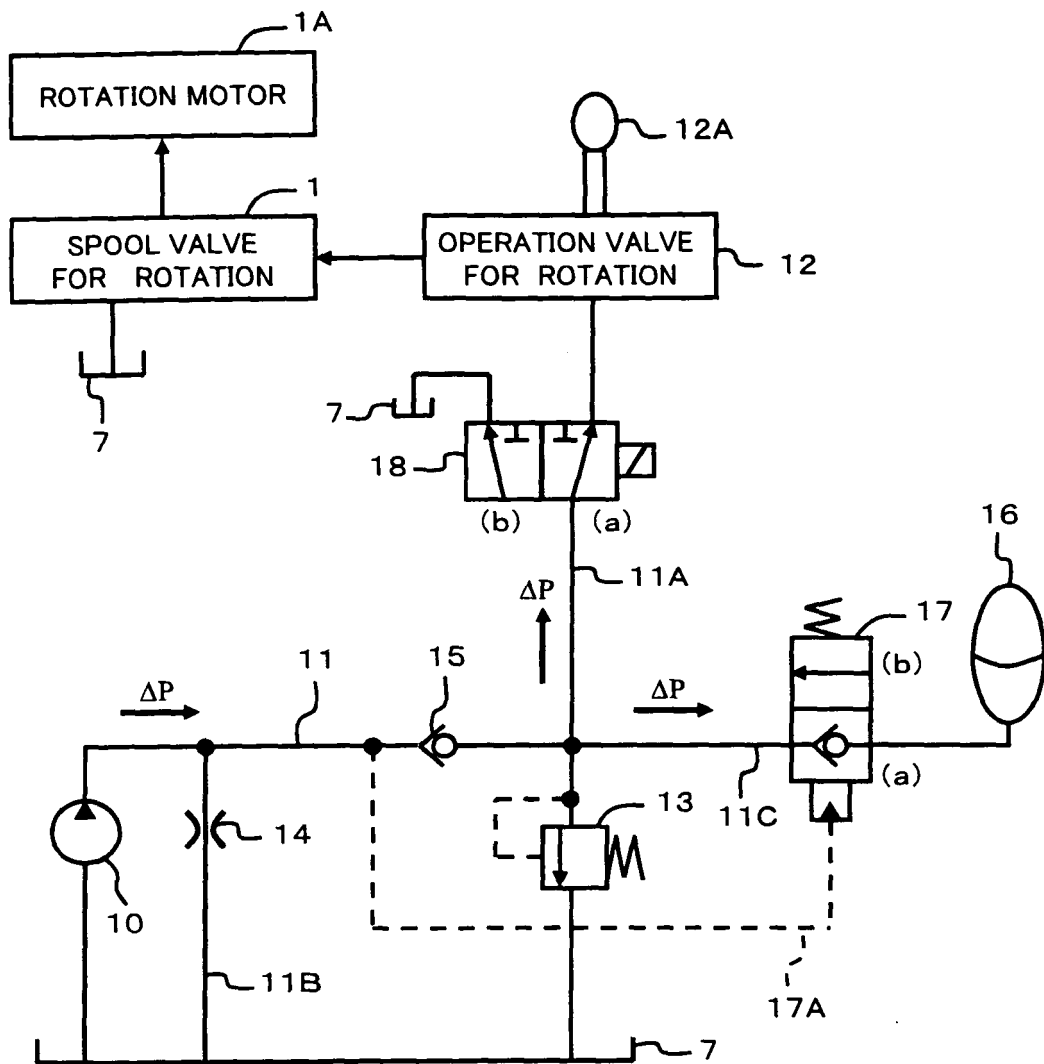 1A
ROTATION MOTOR
12A
1
SPOOL VALVE
FOR ROTATION
OPERATION VALVE
FOR ROTATION
12
7
7
18
(b)
(a)
16
11A
ΔP
17
11
15
(b)
ΔP
ΔP
(a)
13
11C
14
10
11B
17A
7